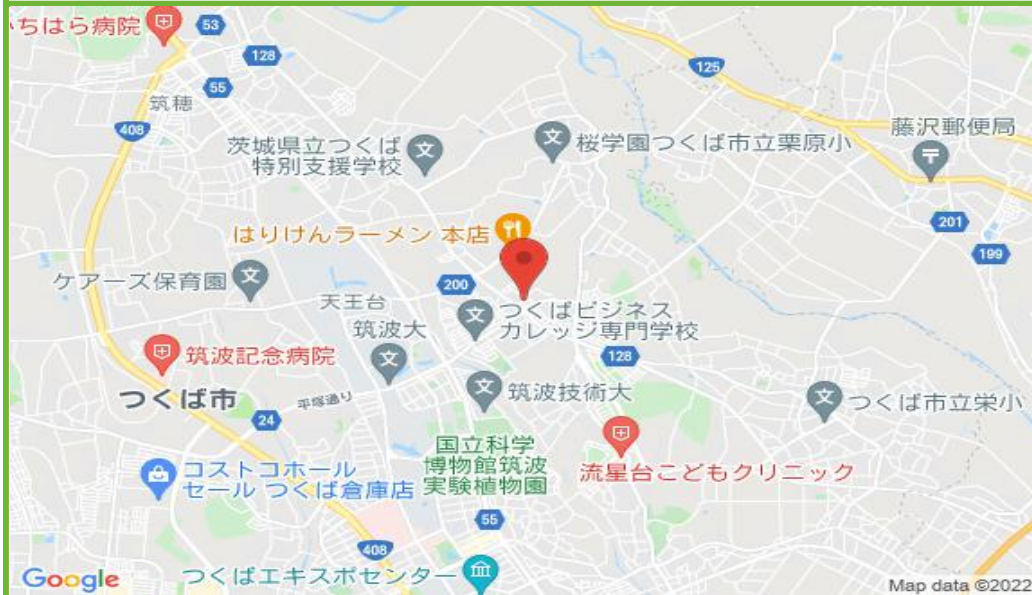 いちはら病院
53
128
55
筑穂
408
125
茨城県立つくば
特別支援学校
桜学園つくば市立栗原小
藤沢郵便局
はりけんラーメン 本店
201
199
ケアーズ保育園
天王台
200
つくばビジネス
カレッジ専門学校
筑波大
筑波記念病院
128
つくば市
平塚通り
24
筑波技術大
つくば市立栄小
国立科学
博物館筑波
実験植物園
流星台こどもクリニック
コストコホール
セール つくば倉庫店
55
408
つくばエキスポセンター
Google
Map data ©2022